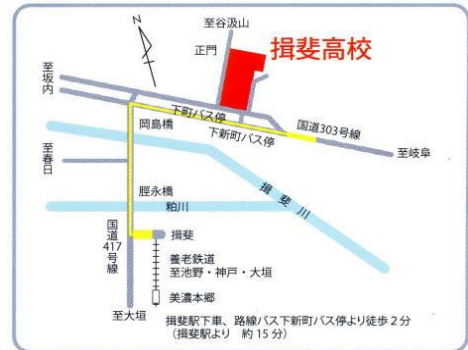 N
至谷汲山
正門
揖斐高校
至坂内
下町バス停
国道303号線
岡島橋
下新町バス停
至岐阜
至春日
揖斐川
脛永橋
粕川
国道417号線
揖斐
養老鉄道
至池野・神戸・大垣
美濃本郷
至大垣
揖斐駅下車、路線バス下新町バス停より徒歩2分
（揖斐駅より　約15分）